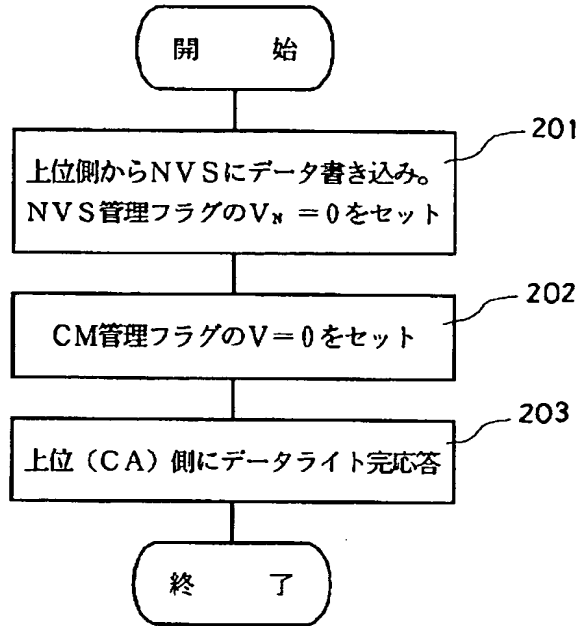 開 始
201
上位側からNVSにデータ書き込み。
NVS管理フラグのV_N=0をセット
202
CM管理フラグのV=0をセット
203
上位(CA)側にデータライト完応答
終 了